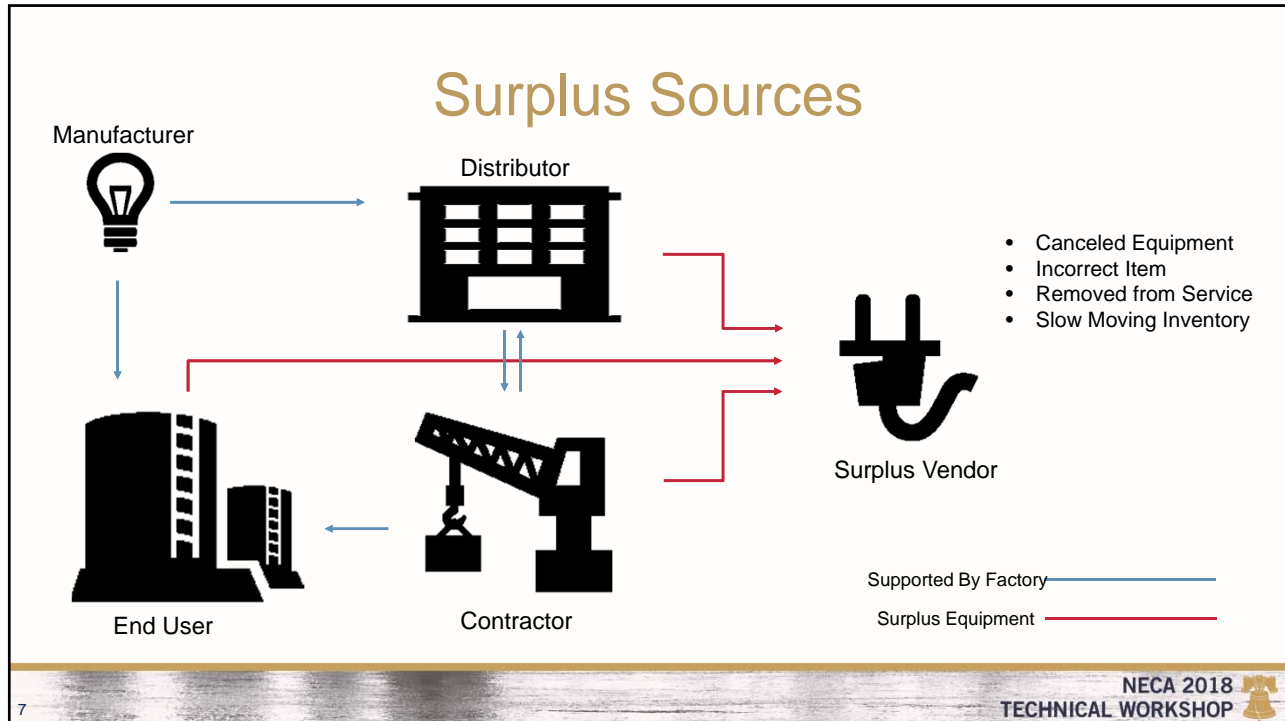 Surplus Sources
Manufacturer
Distributor
• Canceled Equipment
• Incorrect Item
• Removed from Service
• Slow Moving Inventory
Surplus Vendor
End User
Contractor
Supported By Factory
Surplus Equipment
7
NECA 2018
TECHNICAL WORKSHOP